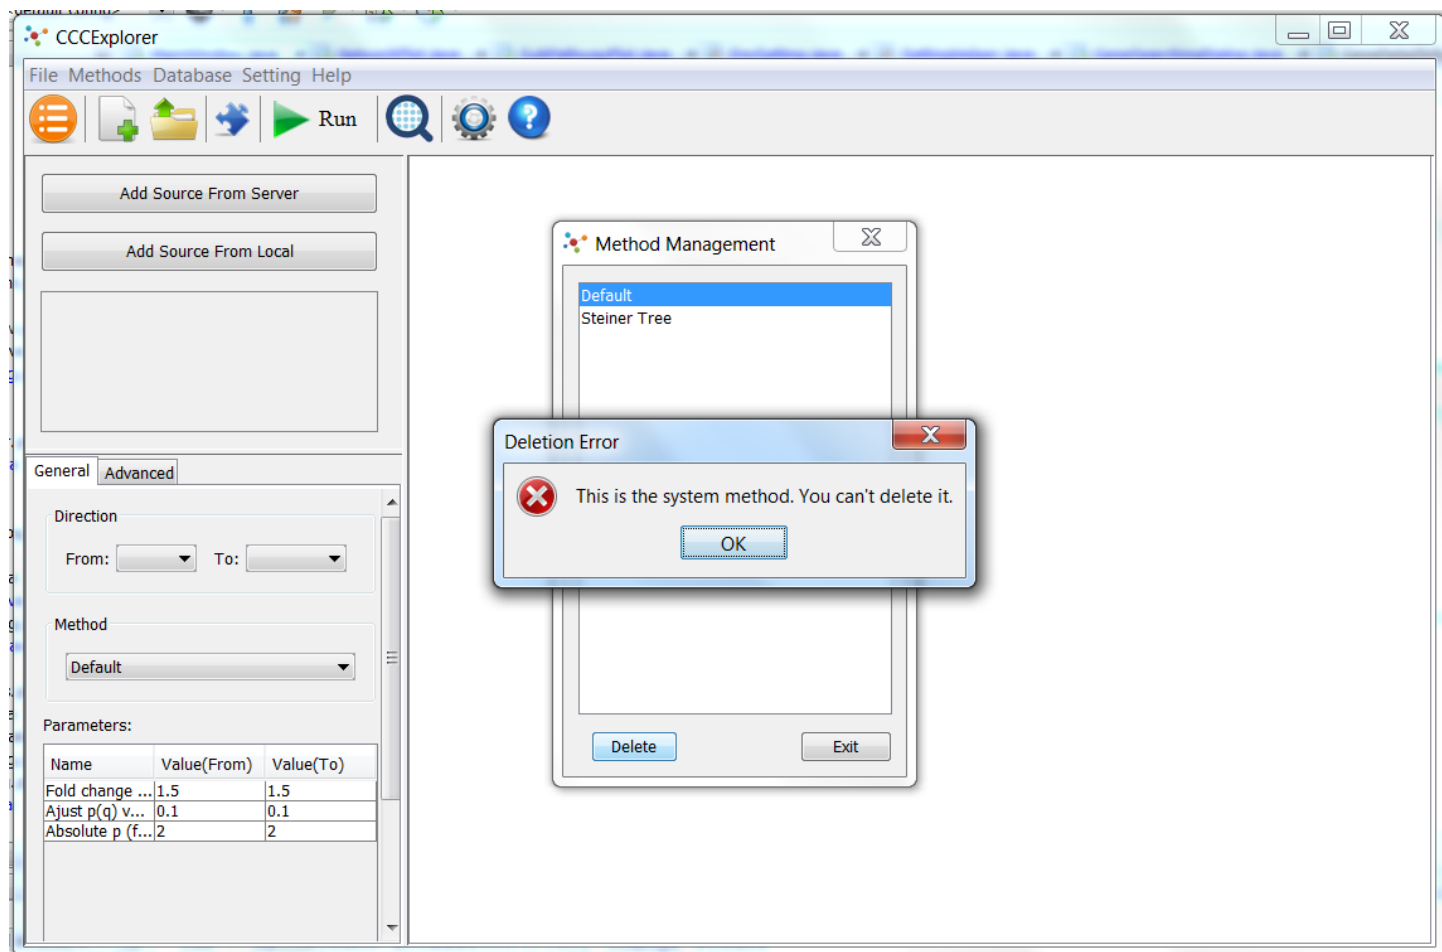 CCCExplorer
File Methods Database Setting Help
Run
Add Source From Server
Add Source From Local
General Advanced
Direction
From: To:
Method
Default
Parameters:
Name Value(From) Value(To)
Fold change ... 1.5 1.5
Ajust p(q) v... 0.1 0.1
Absolute p (f... 2 2
Method Management
Default
Steiner Tree
Deletion Error
This is the system method. You can't delete it.
OK
Delete Exit